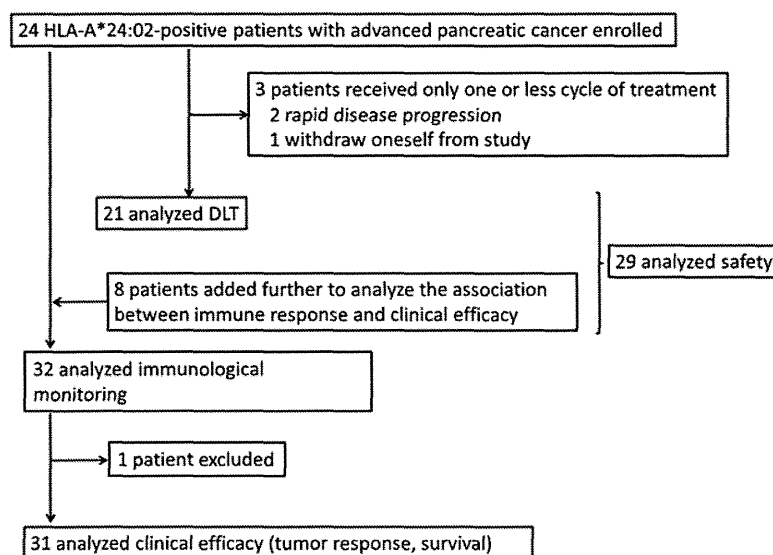 24 HLA-A*24:02-positive patients with advanced pancreatic cancer enrolled
3 patients received only one or less cycle of treatment
2 rapid disease progression
1 withdraw oneself from study
21 analyzed DLT
29 analyzed safety
8 patients added further to analyze the association
between immune response and clinical efficacy
32 analyzed immunological
monitoring
1 patient excluded
31 analyzed clinical efficacy (tumor response, survival)